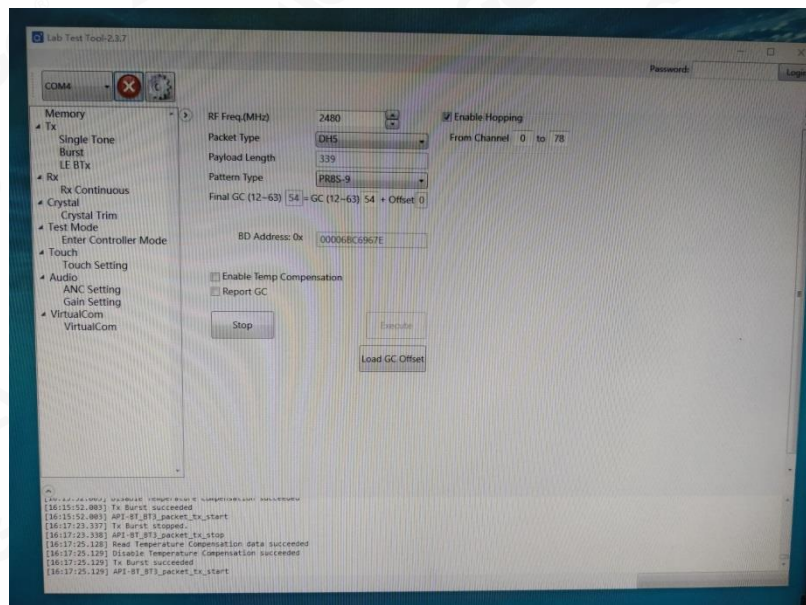 Lab Test Tool-2.3.7
Password:
Login
COM4
Memory
Tx
Single Tone
Burst
LE BTx
Rx
Rx Continuous
Crystal
Crystal Trim
Test Mode
Enter Controller Mode
Touch
Touch Setting
Audio
ANC Setting
Gain Setting
VirtualCom
VirtualCom
RF Freq.(MHz) 2480
Enable Hopping
Packet Type DH5
From Channel 0 to 78
Payload Length 339
Pattern Type PRBS-9
Final GC (12~63) 54 = GC (12~63) 54 + Offset 0
BD Address: 0x 00006BC6967E
Enable Temp Compensation
Report GC
Stop Execute
Load GC Offset
Disable Temperature Compensation succeeded
[16:15:52.003] Tx Burst succeeded
[16:15:52.003] API-BT_BT3_packet_tx_start
[16:17:23.337] Tx Burst stopped.
[16:17:23.338] API-BT_BT3_packet_tx_stop
[16:17:25.128] Read Temperature Compensation data succeeded
[16:17:25.129] Disable Temperature Compensation succeeded
[16:17:25.129] Tx Burst succeeded
[16:17:25.129] API-BT_BT3_packet_tx_start